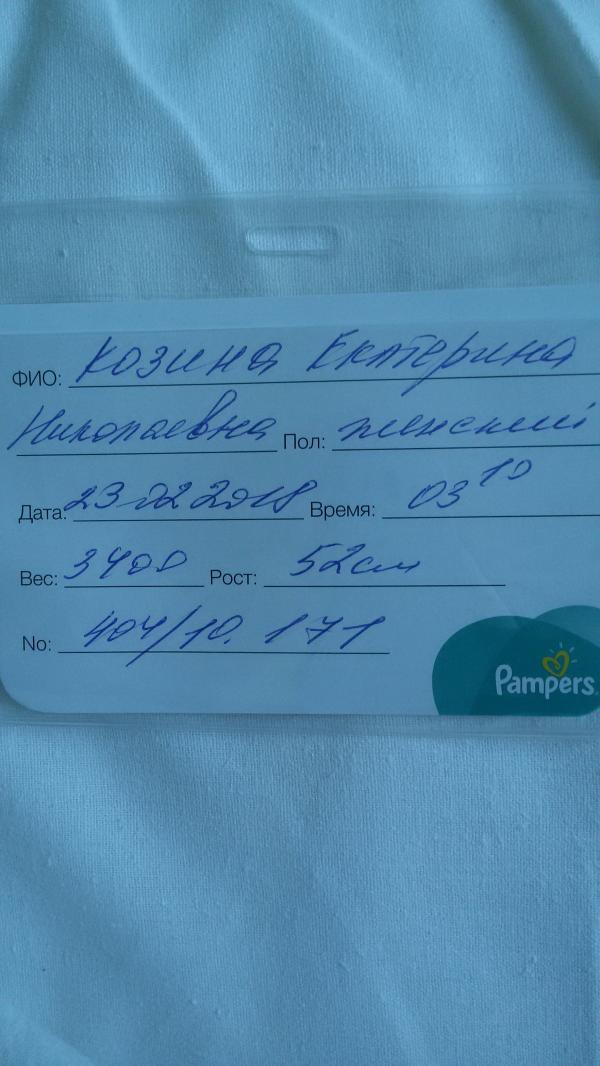 ФИО: Козина Екатерина
Николаевна Пол: женский
Дата: 23 02 2018 Время: 03 10
Вес: 3400 Рост: 52см
No: 404/10. 171
Pampers